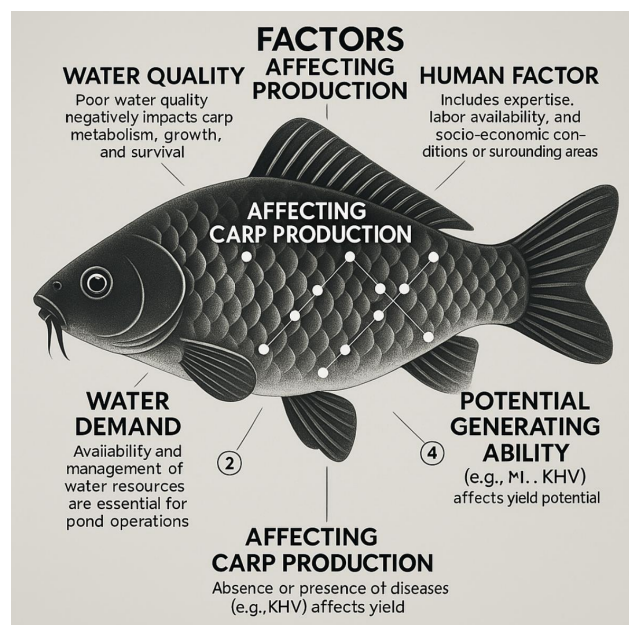 FACTORS
AFFECTING
PRODUCTION
WATER QUALITY
Poor water quality
negatively impacts carp
metabolism, growth,
and survival
HUMAN FACTOR
Includes expertise.
labor availability, and
socio-economic con-
ditions or surounding areas
AFFECTING
CARP PRODUCTION
WATER
DEMAND
Avaiiability and
management of
water resources
are essential for
pond operations
2
4
POTENTIAL
GENERATING
ABILITY
(e.g., MI.. KHV)
affects yield potential
AFFECTING
CARP PRODUCTION
Absence or presence of diseases
(e.g.,KHV) affects yield